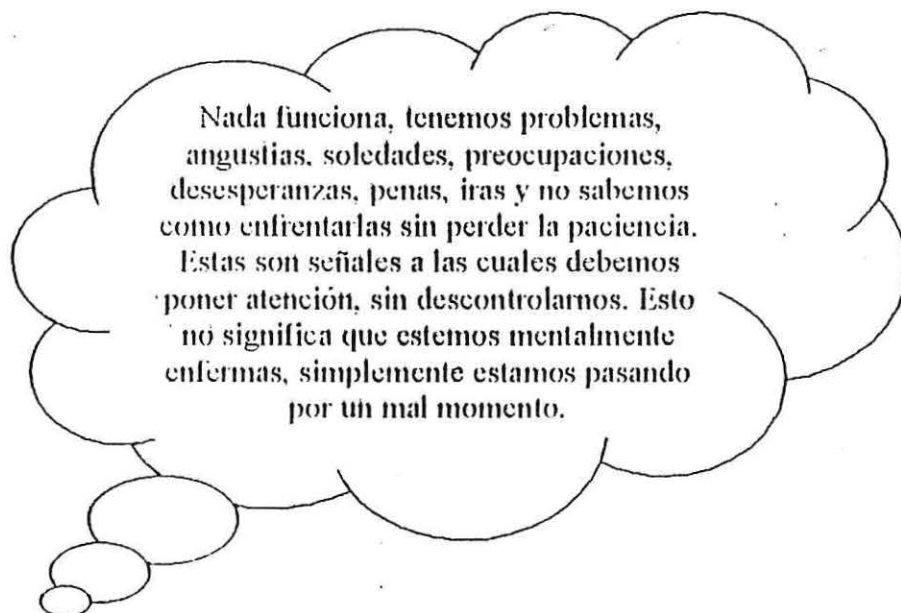 Nada funciona, tenemos problemas,
angustias, soledades, preocupaciones,
desesperanzas, penas, iras y no sabemos
como enfrentarlas sin perder la paciencia.
Estas son señales a las cuales debemos
poner atención, sin descontrolarnos. Esto
no significa que estemos mentalmente
enfermas, simplemente estamos pasando
por un mal momento.